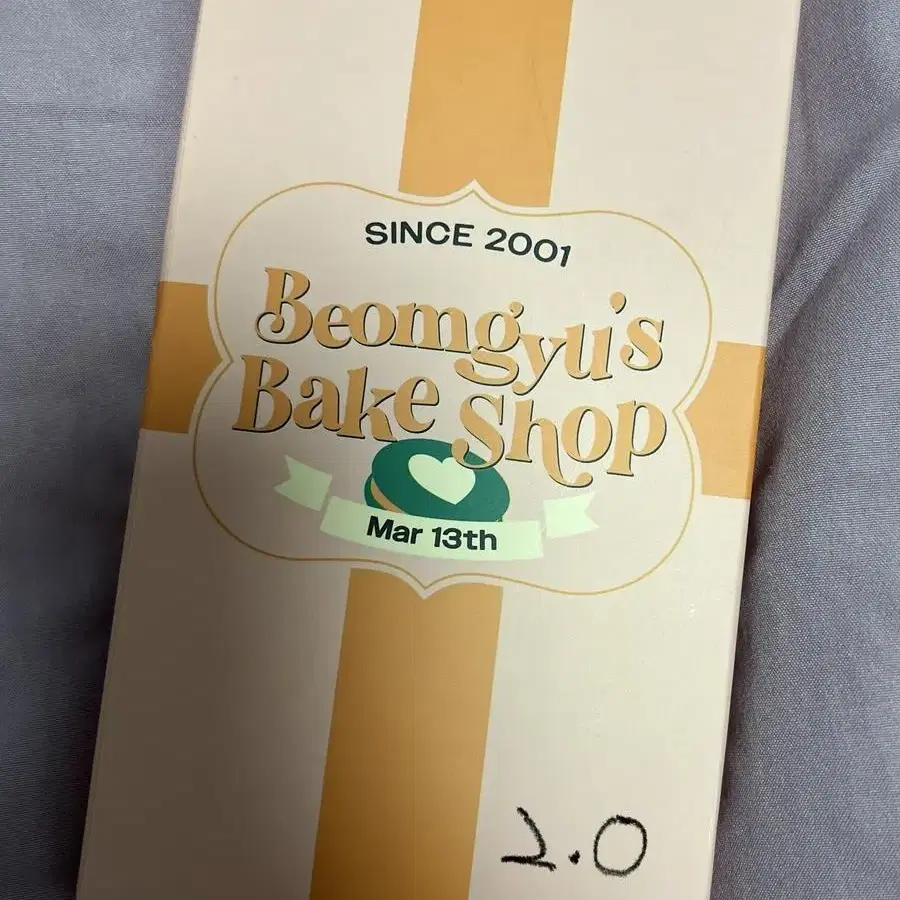 SINCE 2001
Beomgyu's
Bake Shop
Mar 13th
2.0